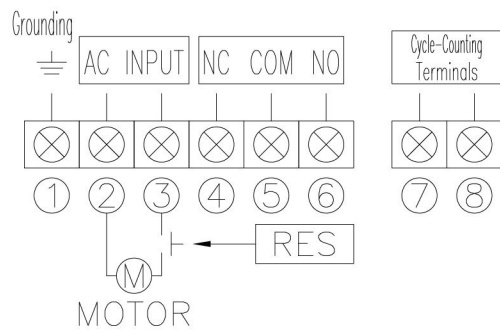 Grounding
AC INPUT
NC COM NO
Cycle-Counting
Terminals
1 2 3 4 5 6 7 8
M
RES
MOTOR